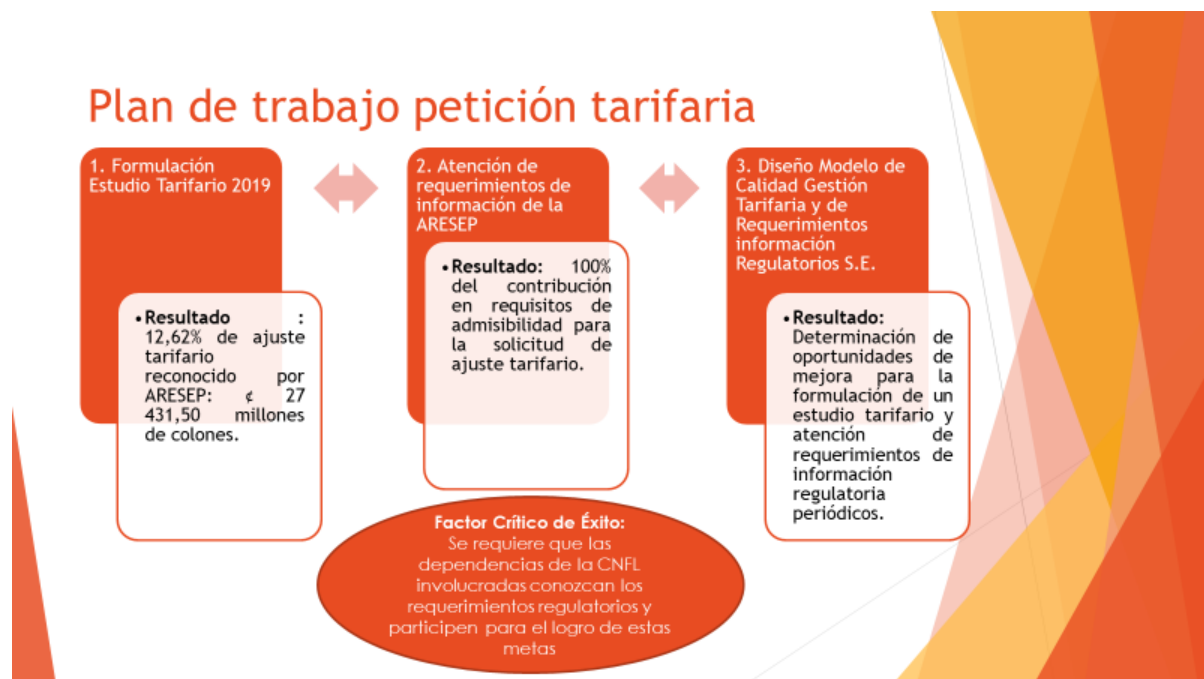 Plan de trabajo petición tarifaria
1. Formulación
Estudio Tarifario 2019
•Resultado :
12,62% de ajuste
tarifario
reconocido por
ARESEP: ¢ 27
431,50 millones
de colones.
2. Atención de
requerimientos de
información de la
ARESEP
•Resultado: 100%
del contribución
en requisitos de
admisibilidad para
la solicitud de
ajuste tarifario.
3. Diseño Modelo de
Calidad Gestión
Tarifaria y de
Requerimientos
información
Regulatorios S.E.
•Resultado:
Determinación de
oportunidades de
mejora para la
formulación de un
estudio tarifario y
atención de
requerimientos de
información
regulatoria
periódicos.
Factor Crítico de Éxito:
Se requiere que las
dependencias de la CNFL
involucradas conozcan los
requerimientos regulatorios y
participen para el logro de estas
metas